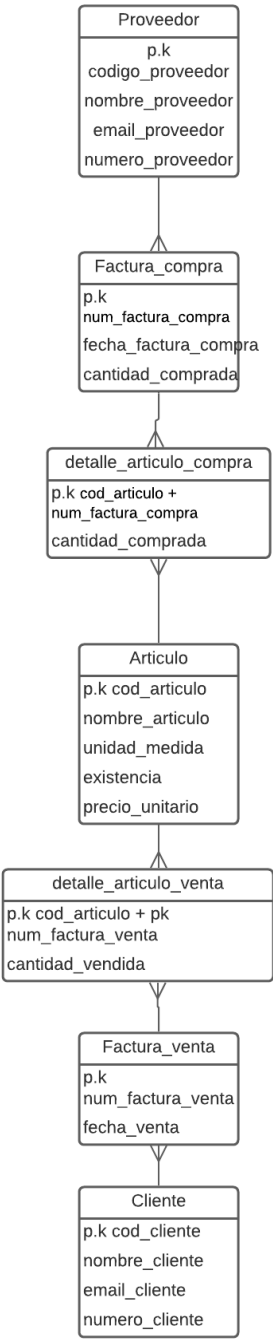 Proveedor
p.k
codigo_proveedor
nombre_proveedor
email_proveedor
numero_proveedor
Factura_compra
p.k
num_factura_compra
fecha_factura_compra
cantidad_comprada
detalle_articulo_compra
p.k cod_articulo +
num_factura_compra
cantidad_comprada
Articulo
p.k cod_articulo
nombre_articulo
unidad_medida
existencia
precio_unitario
detalle_articulo_venta
p.k cod_articulo + pk
num_factura_venta
cantidad_vendida
Factura_venta
p.k
num_factura_venta
fecha_venta
Cliente
p.k cod_cliente
nombre_cliente
email_cliente
numero_cliente